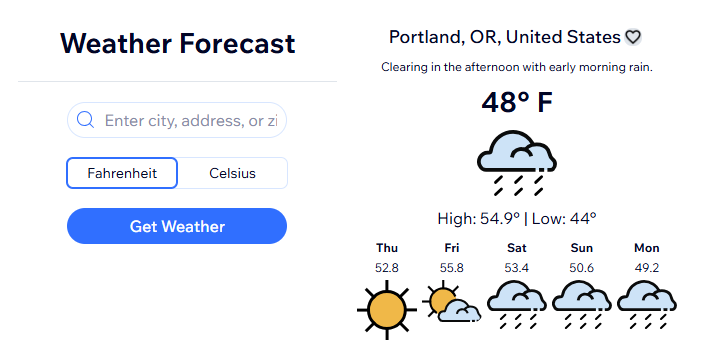 Weather Forecast
Enter city, address, or zi
Fahrenheit
Celsius
Get Weather
Portland, OR, United States
Clearing in the afternoon with early morning rain.
48° F
High: 54.9° | Low: 44°
Thu Fri Sat Sun Mon
52.8 55.8 53.4 50.6 49.2